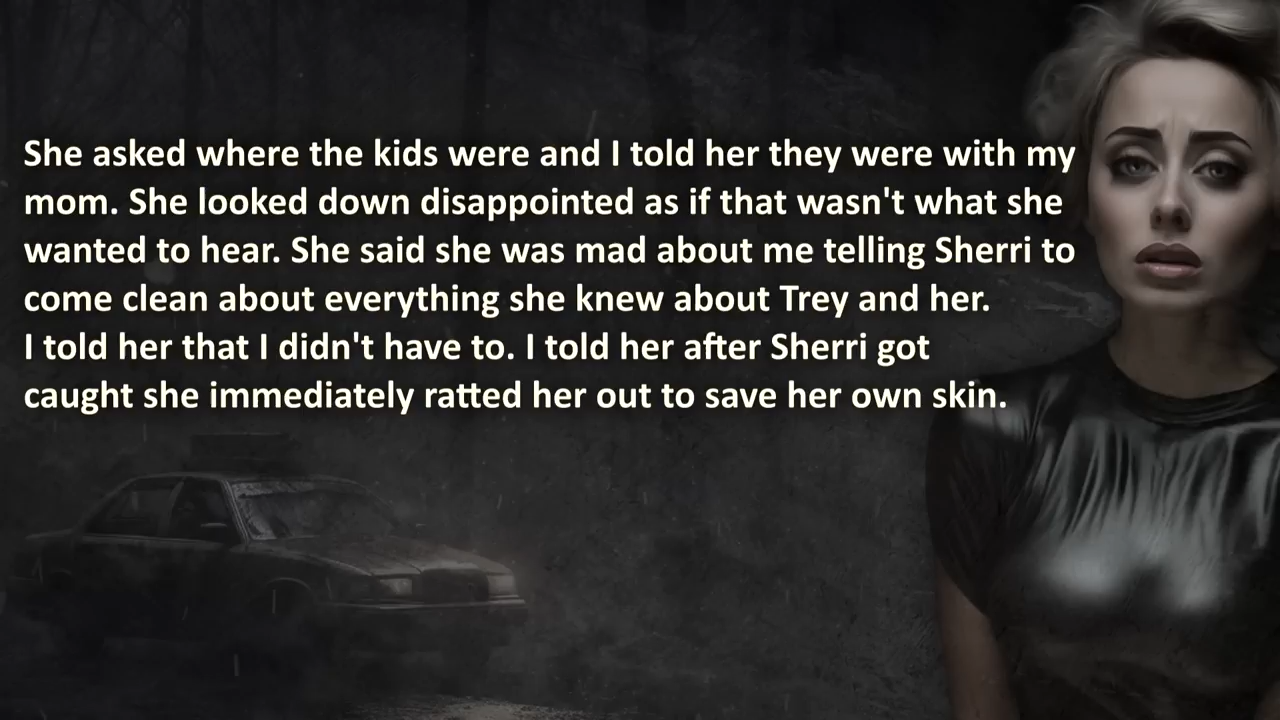 She asked where the kids were and I told her they were with my
mom. She looked down disappointed as if that wasn't what she
wanted to hear. She said she was mad about me telling Sherri to
come clean about everything she knew about Trey and her.
I told her that I didn't have to. I told her after Sherri got
caught she immediately ratted her out to save her own skin.